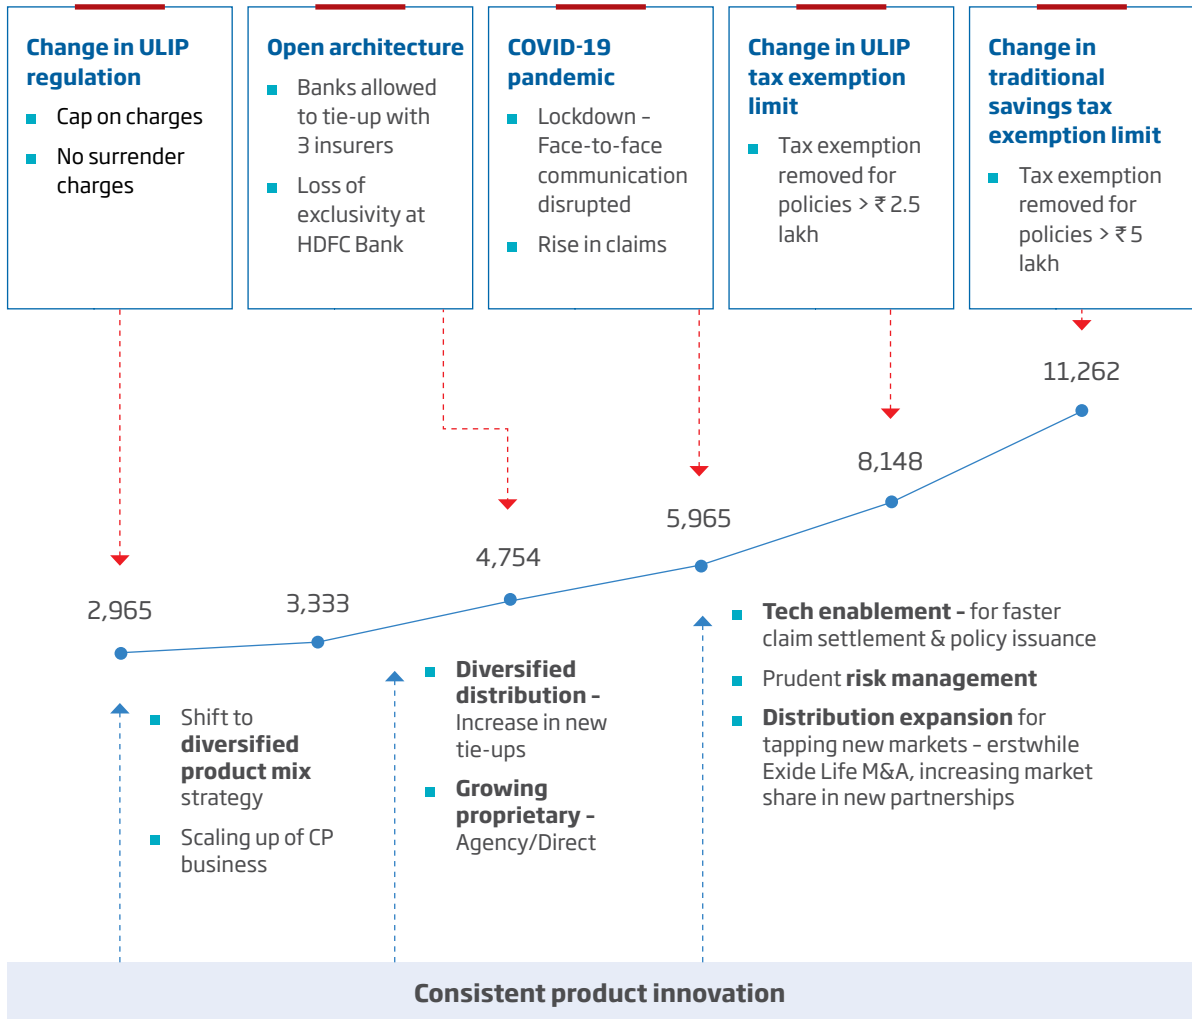 Change in ULIP
regulation
Cap on charges
No surrender
charges
Open architecture
Banks allowed
to tie-up with
3 insurers
Loss of
exclusivity at
HDFC Bank
COVID-19
pandemic
Lockdown –
Face-to-face
communication
disrupted
Rise in claims
Change in ULIP
tax exemption
limit
Tax exemption
removed for
policies > ₹ 2.5
lakh
Change in
traditional
savings tax
exemption limit
Tax exemption
removed for
policies > ₹ 5
lakh
2,965
3,333
4,754
5,965
8,148
11,262
Shift to
diversified
product mix
strategy
Scaling up of CP
business
Diversified
distribution –
Increase in new
tie-ups
Growing
proprietary –
Agency/Direct
Tech enablement – for faster
claim settlement & policy issuance
Prudent risk management
Distribution expansion for
tapping new markets – erstwhile
Exide Life M&A, increasing market
share in new partnerships
Consistent product innovation